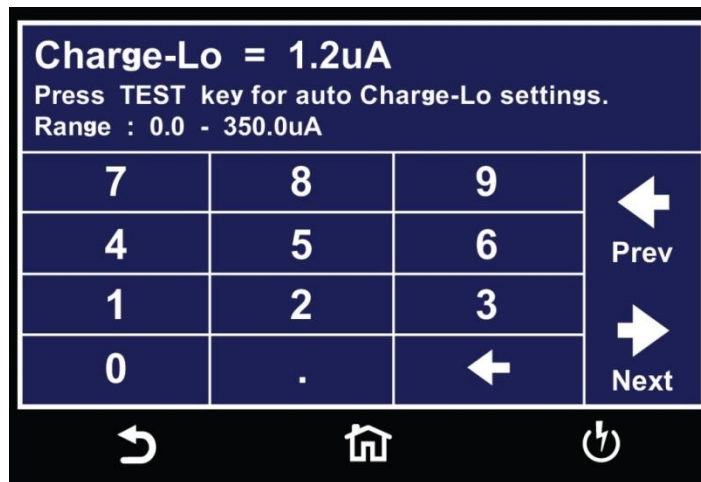 Charge-Lo = 1.2uA
Press TEST key for auto Charge-Lo settings.
Range : 0.0 - 350.0uA
7 8 9
4 5 6
Prev
1 2 3
0 .
Next